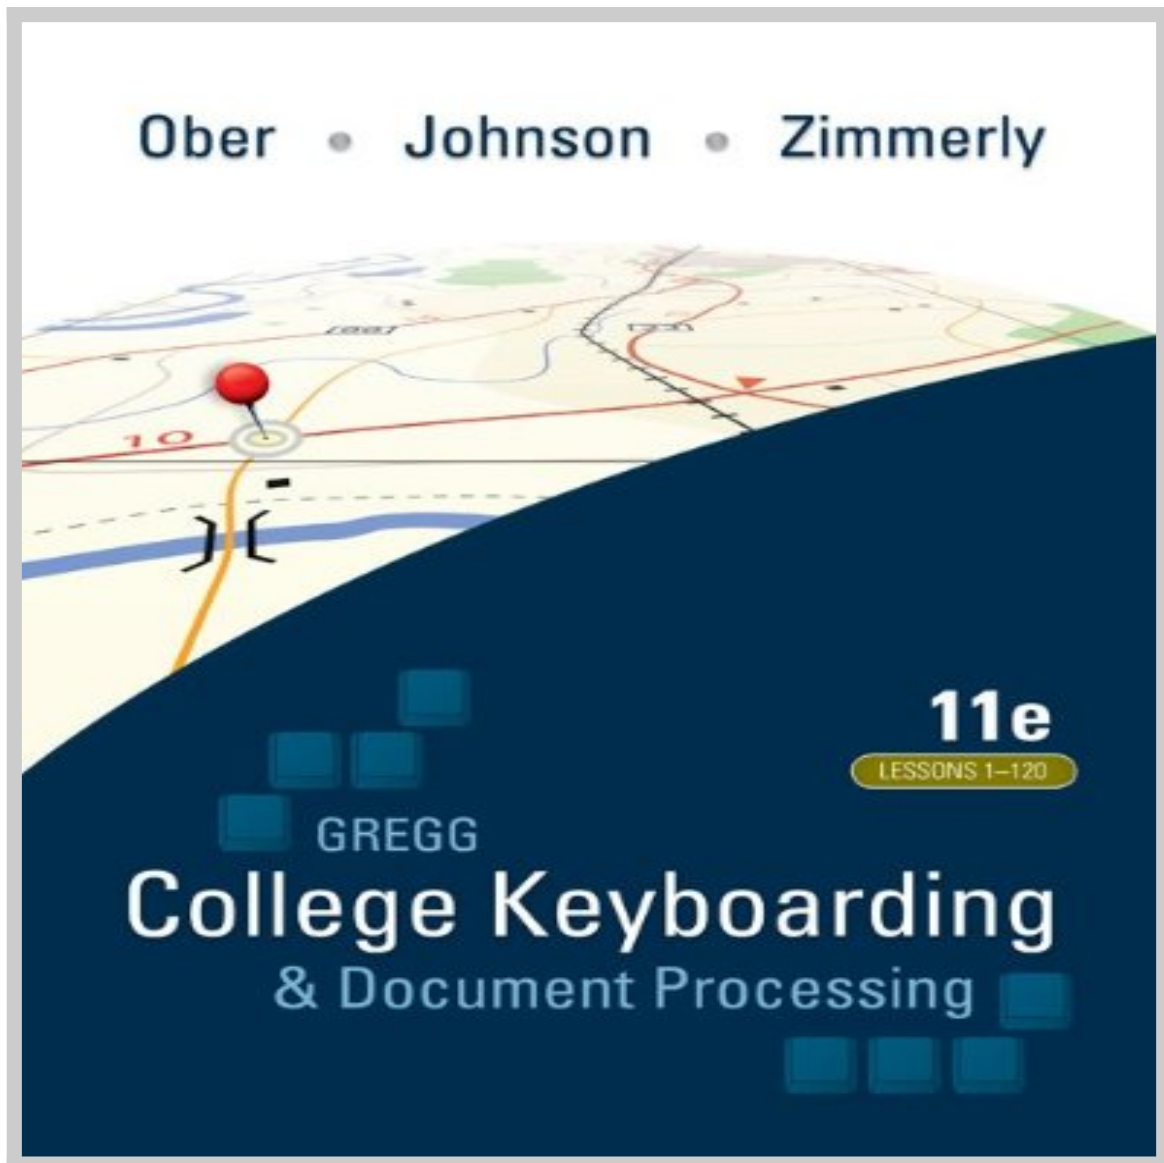 Ober • Johnson • Zimmerly
10
11e
LESSONS 1–120
GREGG
College Keyboarding
& Document Processing